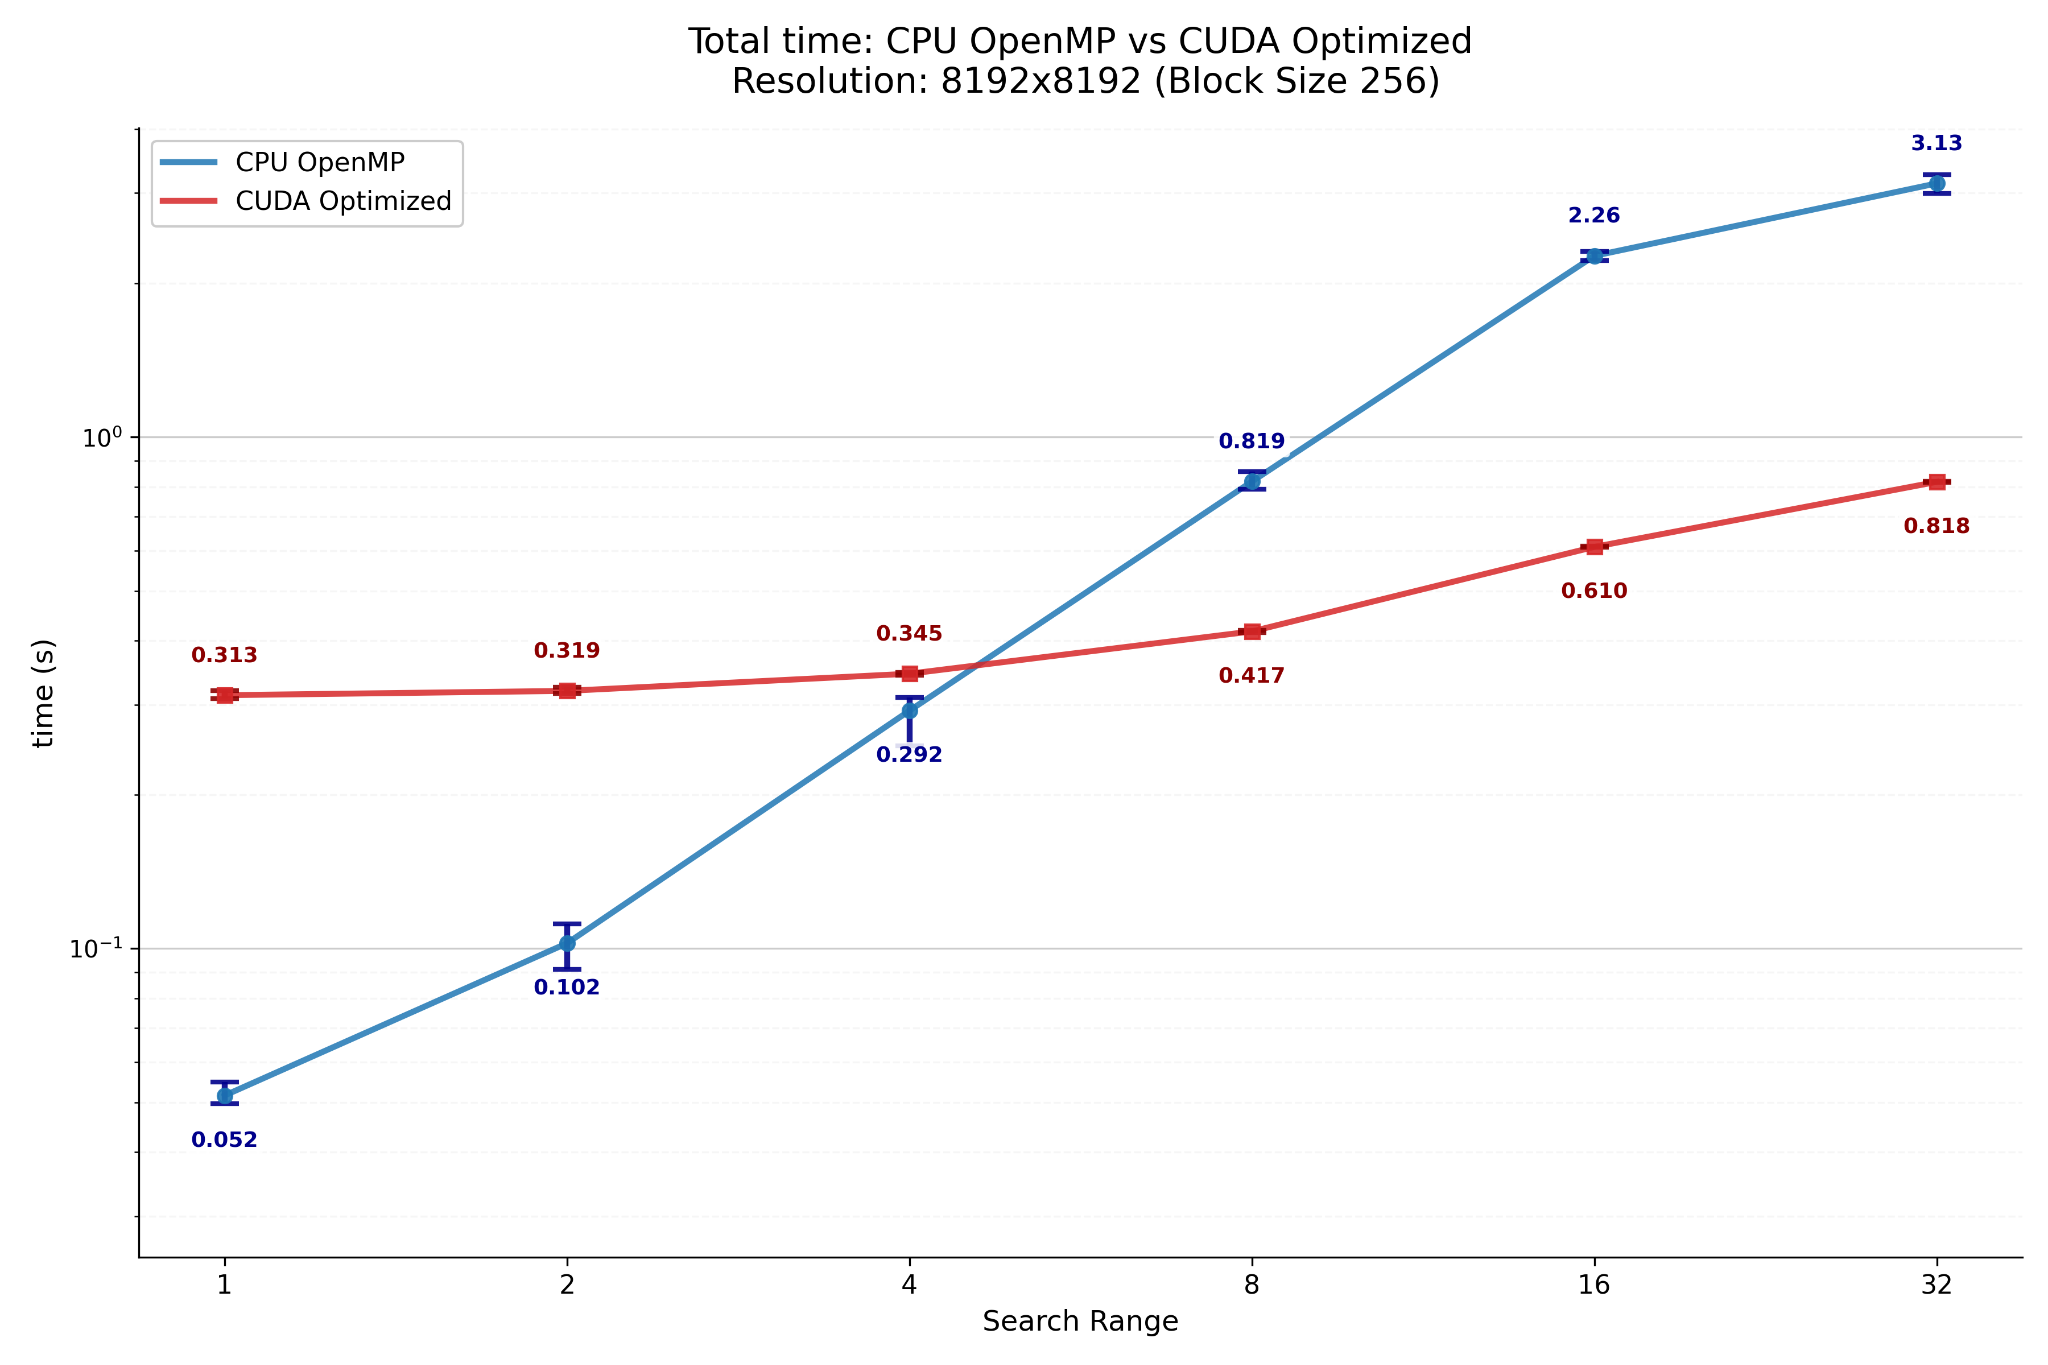 Total time: CPU OpenMP vs CUDA Optimized
Resolution: 8192x8192 (Block Size 256)
CPU OpenMP
CUDA Optimized
3.13
2.26
0.819
10⁰
0.818
0.610
0.313
0.319
0.345
0.417
0.292
10⁻¹
0.102
0.052
time (s)
1 2 4 8 16 32
Search Range